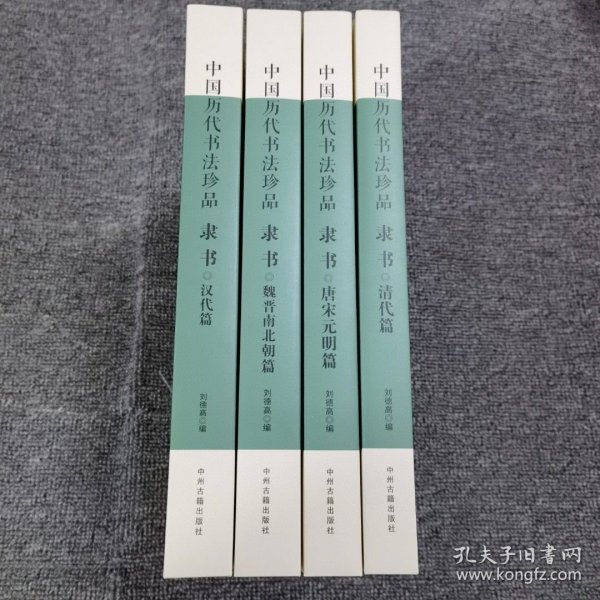 中国历代书法珍品 隶书 汉代篇
刘德高 编
中州古籍出版社
中国历代书法珍品 隶书 魏晋南北朝篇
刘德高 编
中州古籍出版社
中国历代书法珍品 隶书 唐宋元明篇
刘德高 编
中州古籍出版社
中国历代书法珍品 隶书 清代篇
刘德高 编
中州古籍出版社
孔夫子旧书网
www.kongfz.com